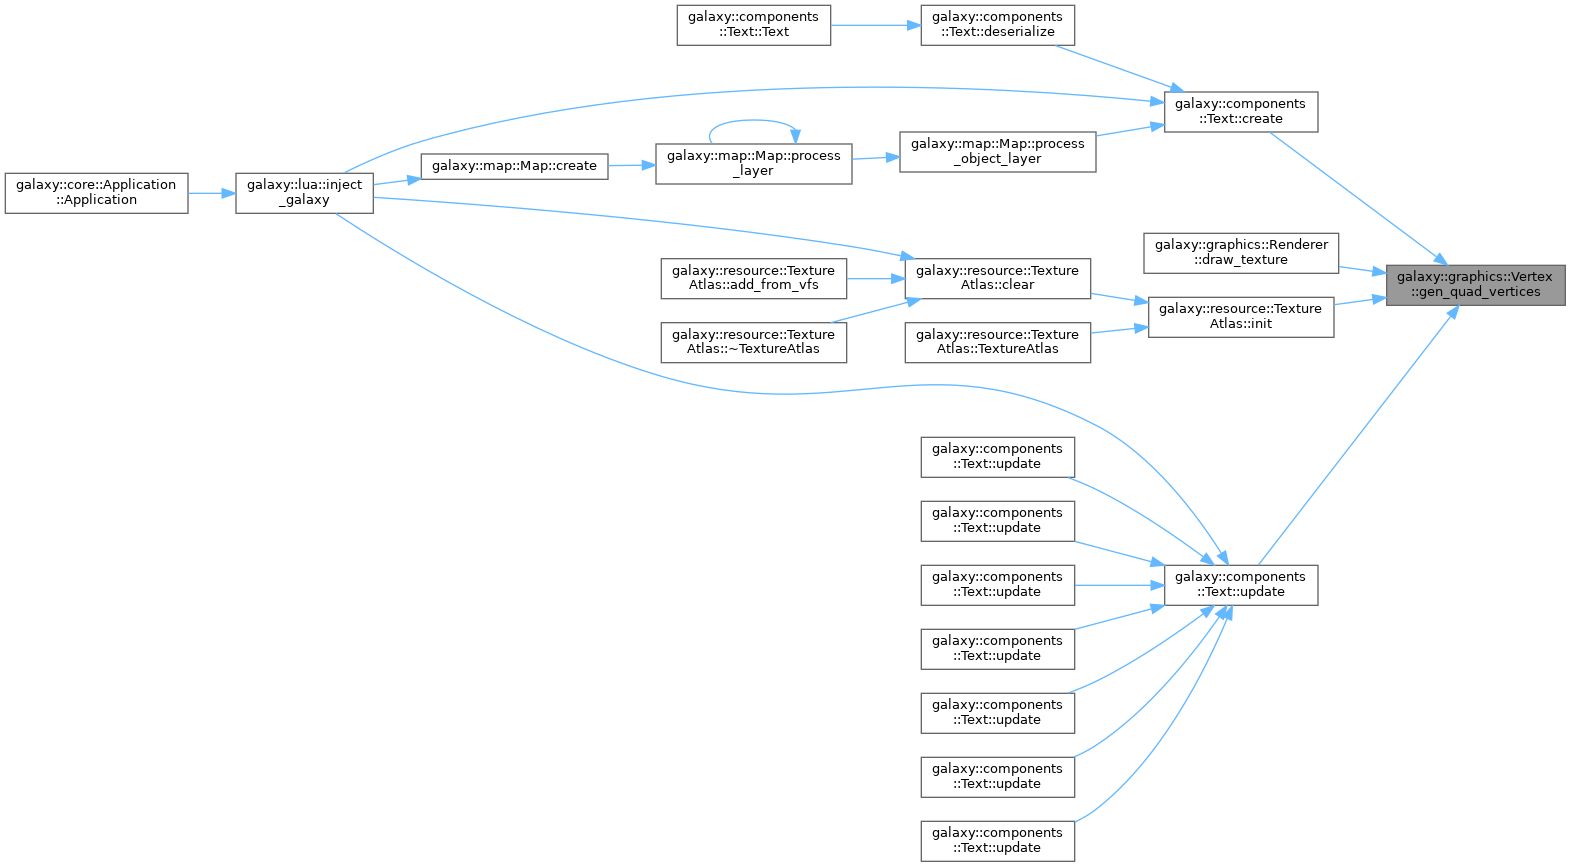 galaxy::components
::Text::Text
galaxy::components
::Text::deserialize
galaxy::components
::Text::create
galaxy::map::Map::process
_object_layer
galaxy::map::Map::process
_layer
galaxy::map::Map::create
galaxy::core::Application
::Application
galaxy::lua::inject
_galaxy
galaxy::graphics::Renderer
::draw_texture
galaxy::graphics::Vertex
::gen_quad_vertices
galaxy::resource::Texture
Atlas::add_from_vfs
galaxy::resource::Texture
Atlas::clear
galaxy::resource::Texture
Atlas::init
galaxy::resource::Texture
Atlas::~TextureAtlas
galaxy::resource::Texture
Atlas::TextureAtlas
galaxy::components
::Text::update
galaxy::components
::Text::update
galaxy::components
::Text::update
galaxy::components
::Text::update
galaxy::components
::Text::update
galaxy::components
::Text::update
galaxy::components
::Text::update
galaxy::components
::Text::update